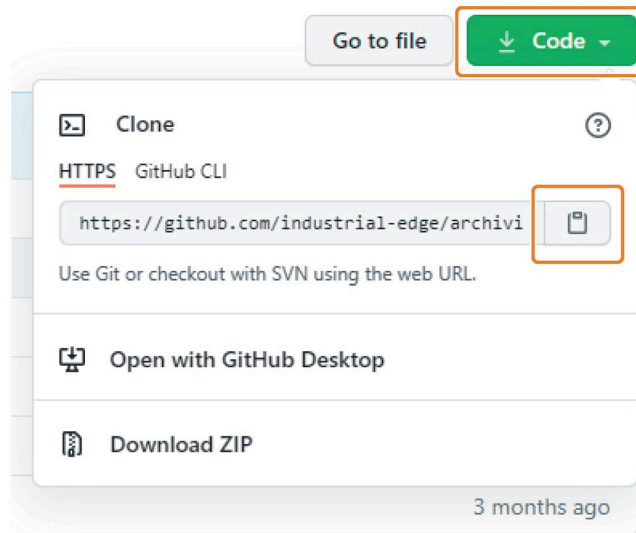 Go to file
Code
Clone
HTTPS GitHub CLI
https://github.com/industrial-edge/archivi
Use Git or checkout with SVN using the web URL.
Open with GitHub Desktop
Download ZIP
3 months ago